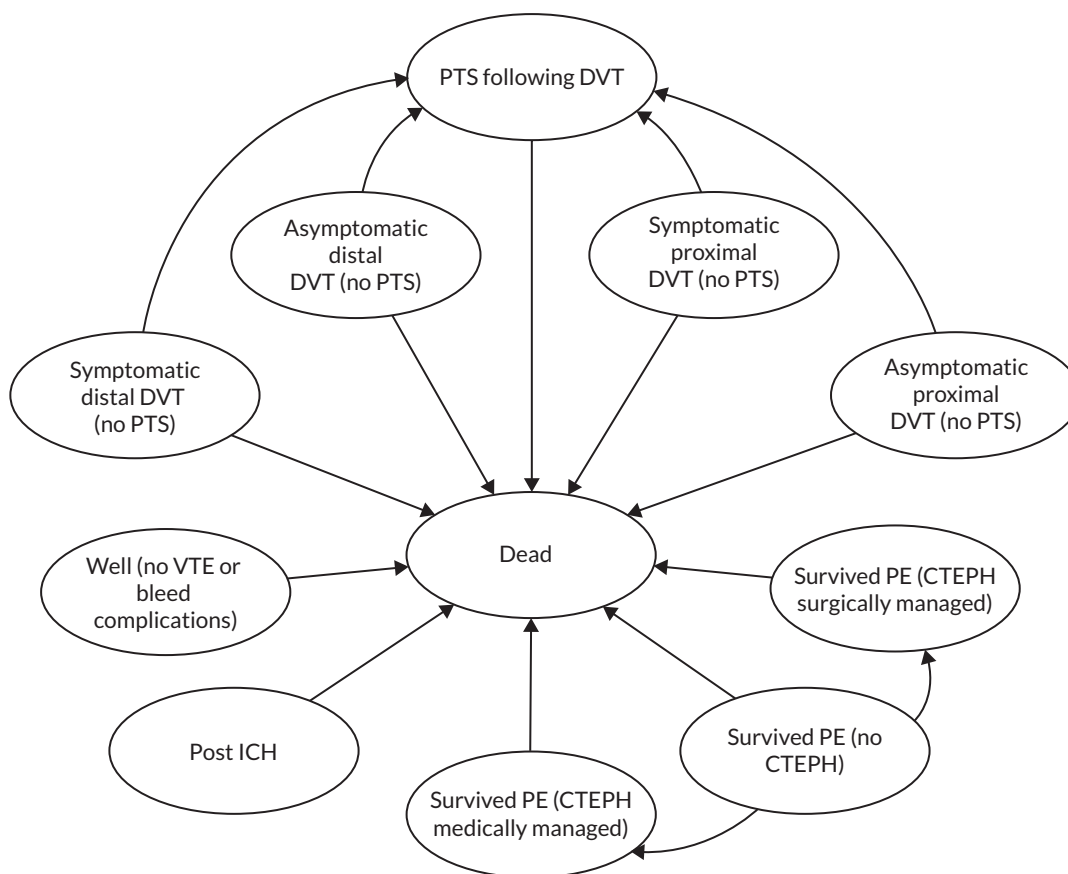 PTS following DVT
Asymptomatic
distal
DVT (no PTS)
Symptomatic
proximal
DVT (no PTS)
Symptomatic
distal DVT
(no PTS)
Asymptomatic
proximal
DVT (no PTS)
Dead
Well (no VTE or
bleed
complications)
Survived PE (CTEPH
surgically managed)
Post ICH
Survived PE (no
CTEPH)
Survived PE (CTEPH
medically managed)